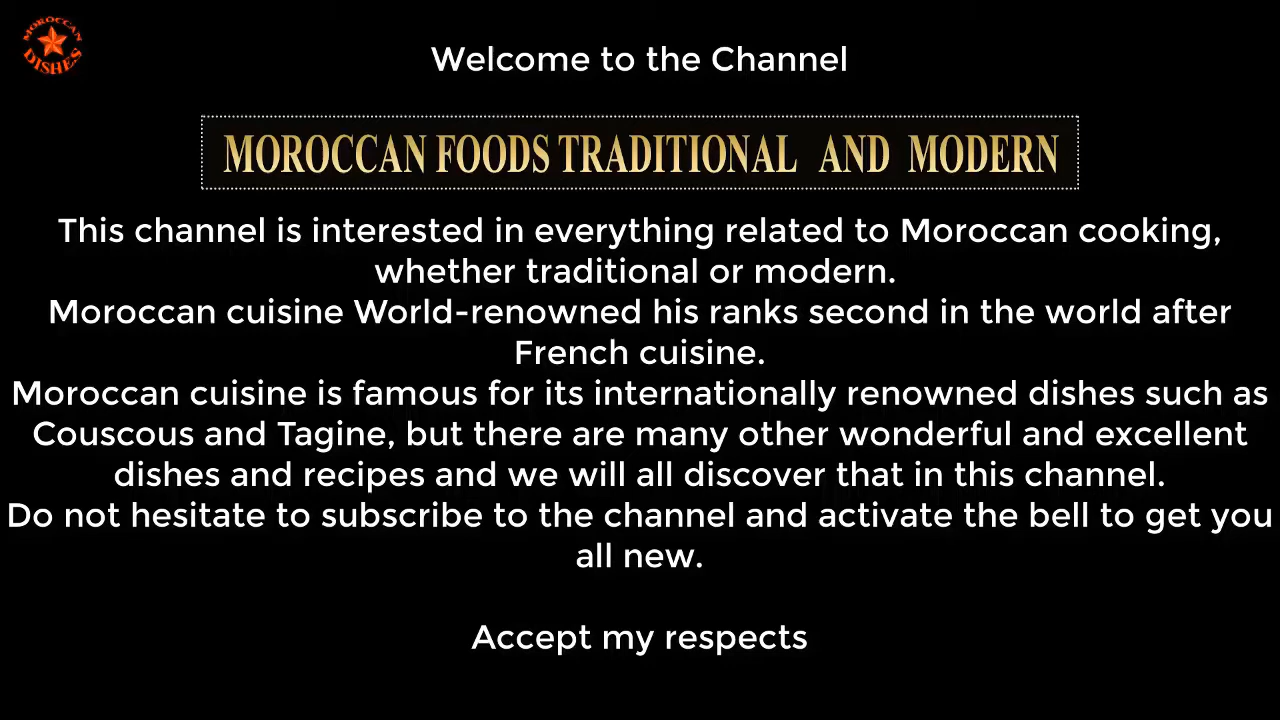 MOROCCAN
DISHES
Welcome to the Channel
MOROCCAN FOODS TRADITIONAL AND MODERN
This channel is interested in everything related to Moroccan cooking,
whether traditional or modern.
Moroccan cuisine World-renowned his ranks second in the world after
French cuisine.
Moroccan cuisine is famous for its internationally renowned dishes such as
Couscous and Tagine, but there are many other wonderful and excellent
dishes and recipes and we will all discover that in this channel.
Do not hesitate to subscribe to the channel and activate the bell to get you
all new.
Accept my respects